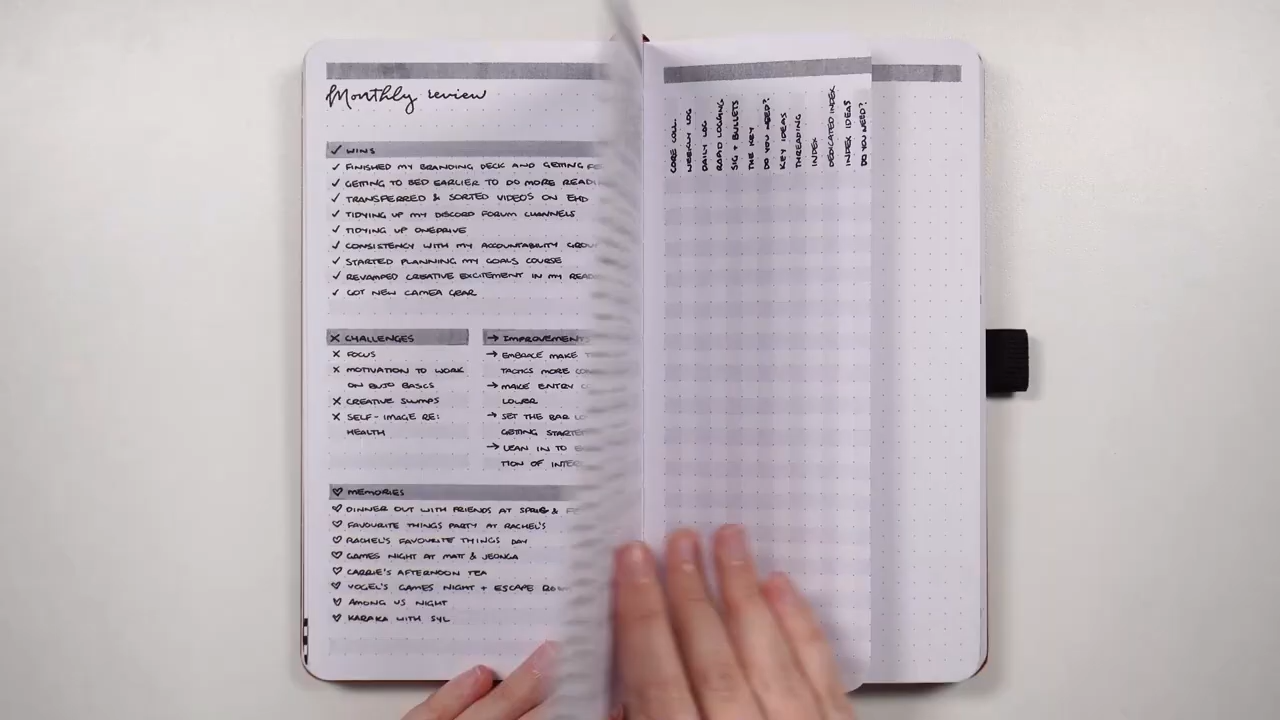 Monthly review
✓ WINS
✓ FINISHED MY BRANDING DECK AND GETTING
✓ GETTING TO BED EARLIER TO DO MORE
✓ TRANSFERRED & SORTED VIDEOS ON EHD
✓ TIDYING UP MY DISCORD FORUM CHANNELS
✓ TIDYING UP ONEDRIVE
✓ CONSISTENCY WITH MY ACCOUNTABILITY
✓ STARTED PLANNING MY GOALS COURSE
✓ REVAMPED CREATIVE EXCITEMENT IN MY
✓ GOT NEW CAMEA GEAR
X CHALLENGES
X FOCUS
X MOTIVATION TO WORK
ON BUJO BASICS
X CREATIVE SLUMPS
X SELF-IMAGE RE:
HEALTH
→ IMPROVEMENTS
→ EMBRACE MAKE
TACTICS MORE
→ MAKE ENTRY
LOWER
→ SET THE BAR
GETTING
→ LEAN IN TO
TION OF
♡ MEMORIES
♡ DINNER OUT WITH FRIENDS AT SPRIG &
♡ FAVOURITE THINGS PARTY AT RACHEL'S
♡ RACHEL'S FAVOURITE THINGS DAY
♡ GAMES NIGHT AT MATT & JEONGA
♡ CARRIE'S AFTERNOON TEA
♡ VOGEL'S GAMES NIGHT + ESCAPE
♡ AMONG US NIGHT
♡ KARAKA WITH SYL
CORE COLL.
WEEKLY LOG
DAILY LOG
RAPID LOGGING
SIG + BULLETS
THE KEY
DO YOU NEED?
KEY IDEAS
THREADING
INDEX
DEDICATED INDEX
INDEX IDEAS
DO YOU NEED?